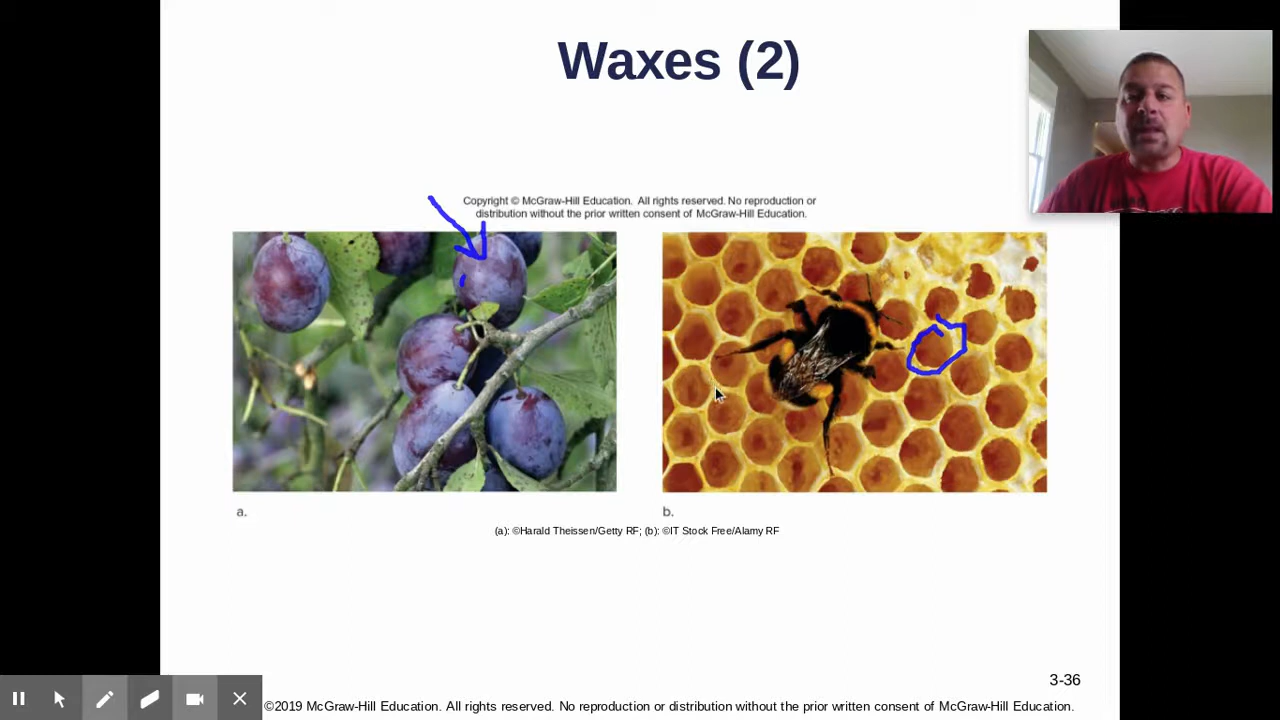 Waxes (2)
Copyright © McGraw-Hill Education. All rights reserved. No reproduction or
distribution without the prior written consent of McGraw-Hill Education.
a.
b.
(a): ©Harald Theissen/Getty RF; (b): ©IT Stock Free/Alamy RF
3-36
©2019 McGraw-Hill Education. All rights reserved. No reproduction or distribution without the prior written consent of McGraw-Hill Education.